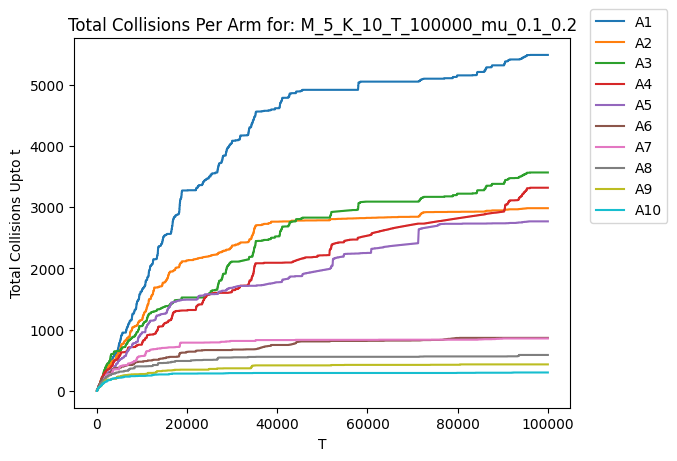 Total Collisions Per Arm for: M_5_K_10_T_100000_mu_0.1_0.2
Total Collisions Upto t
5000
4000
3000
2000
1000
0
0 20000 40000 60000 80000 100000
T
A1
A2
A3
A4
A5
A6
A7
A8
A9
A10